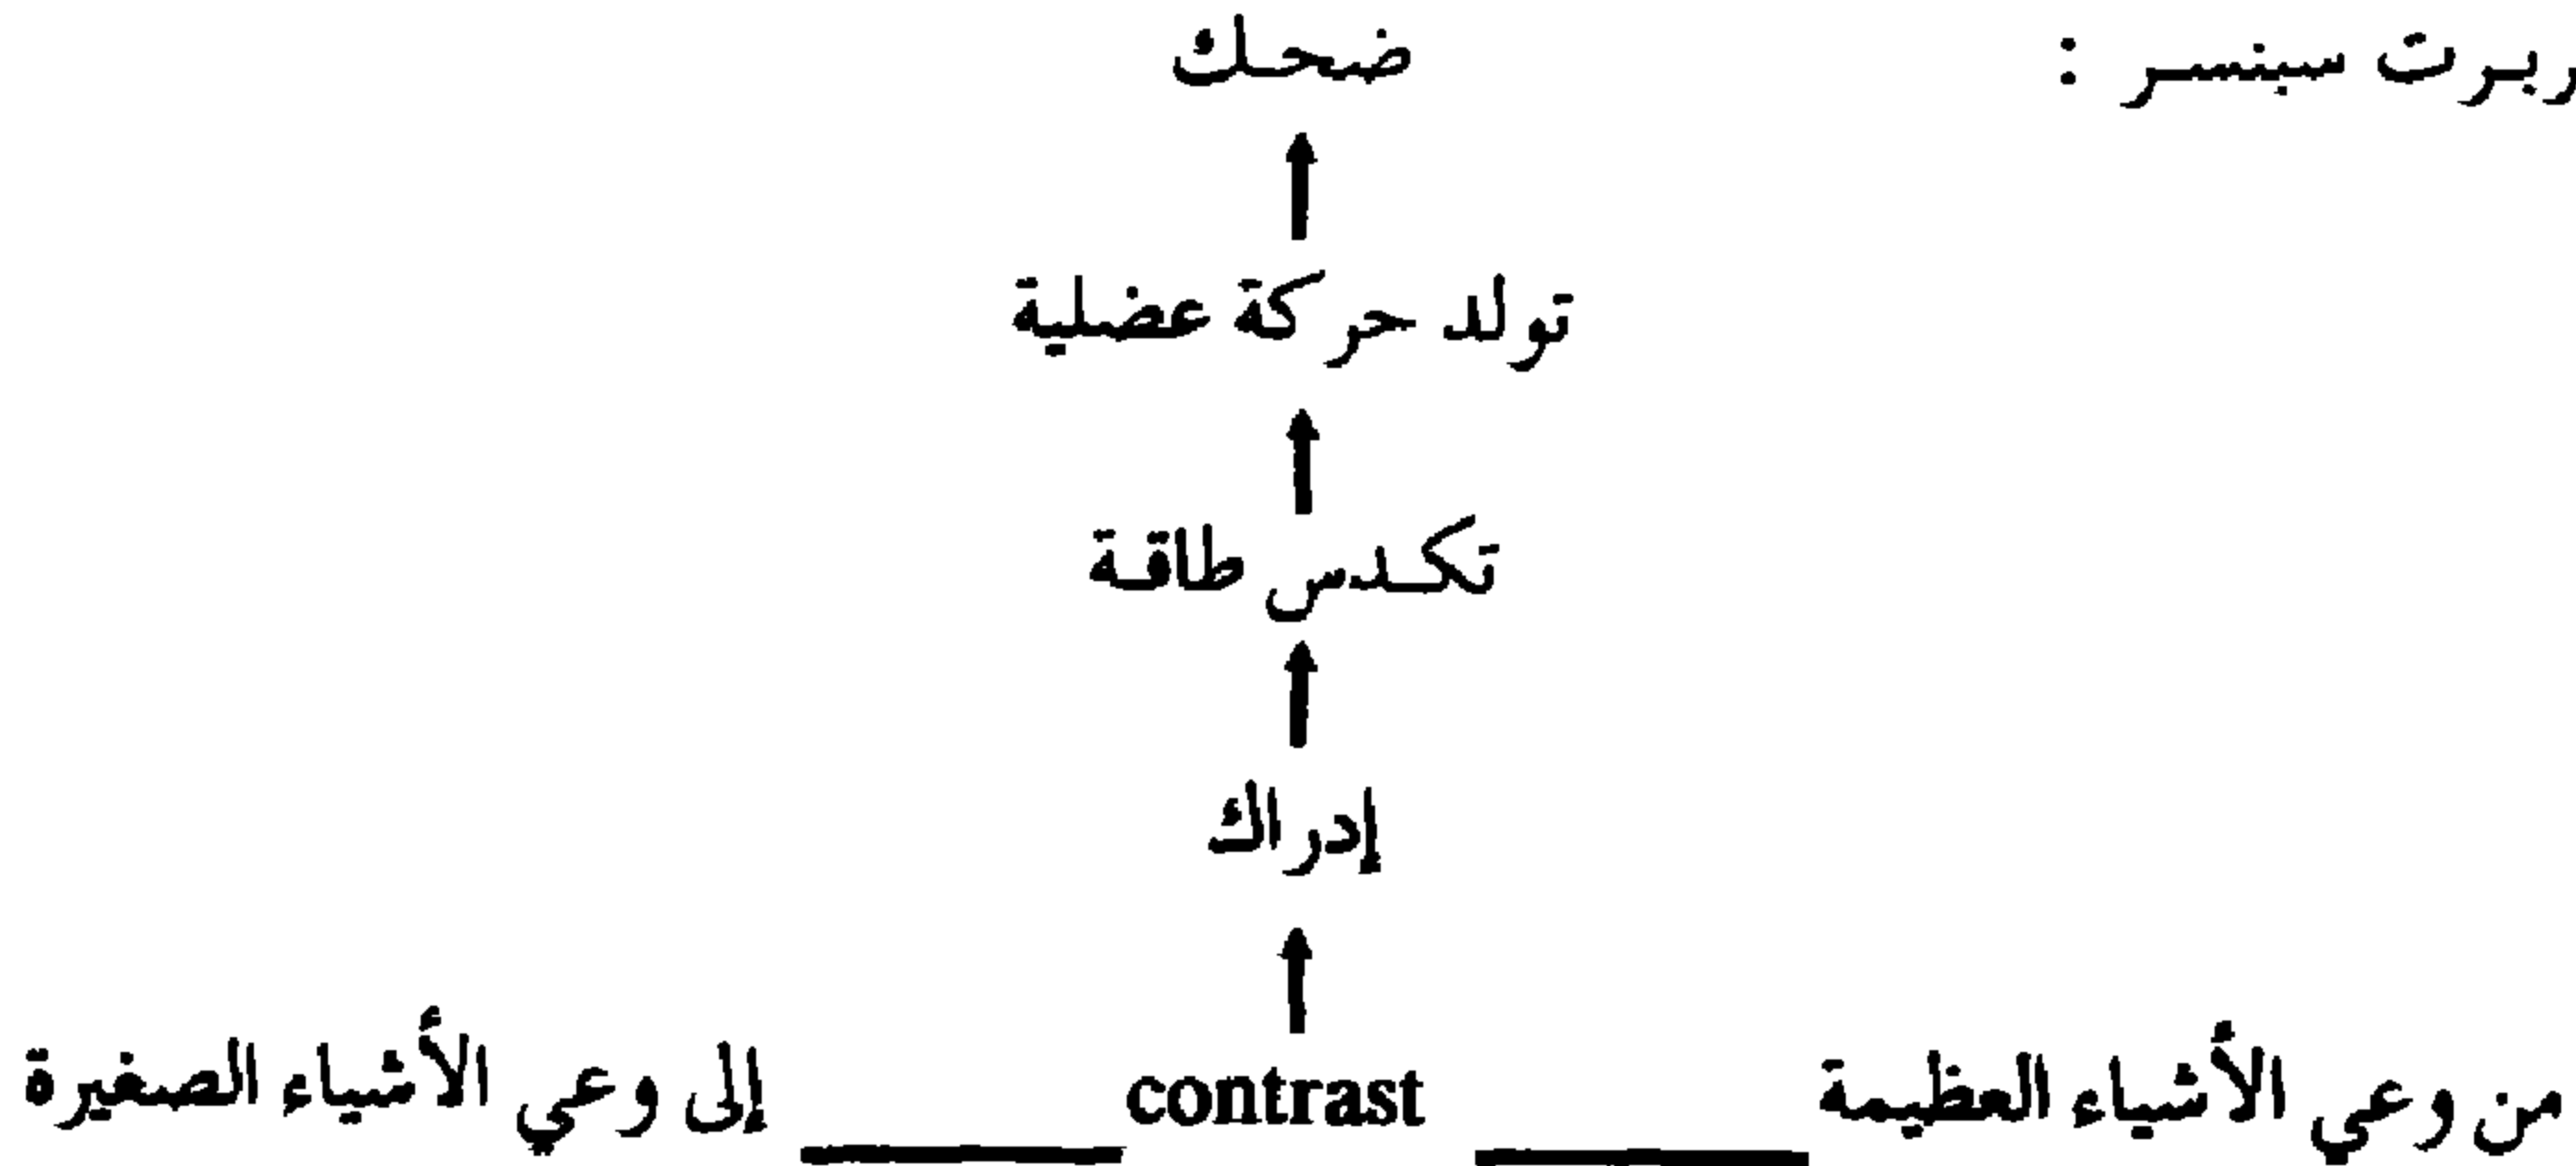 ربرت سبنسر :
ضحك
تولد حركة عضلية
تكدس طاقة
إدراك
من وعي الأشياء العظيمة contrast إلى وعي الأشياء الصغيرة